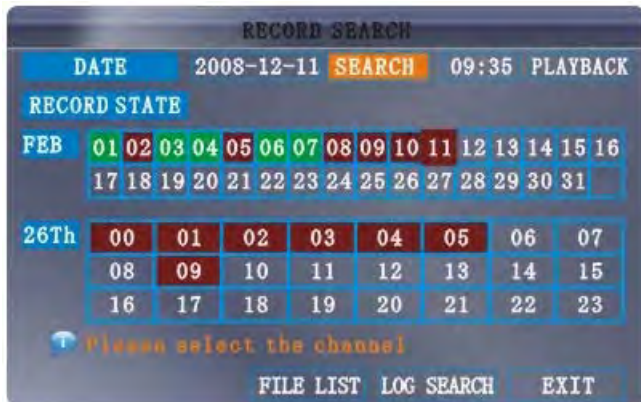 RECORD SEARCH
DATE 2008-12-11 SEARCH 09:35 PLAYBACK
RECORD STATE
FEB 01 02 03 04 05 06 07 08 09 10 11 12 13 14 15 16
17 18 19 20 21 22 23 24 25 26 27 28 29 30 31
26Th 00 01 02 03 04 05 06 07
08 09 10 11 12 13 14 15
16 17 18 19 20 21 22 23
Please select the channel
FILE LIST LOG SEARCH EXIT